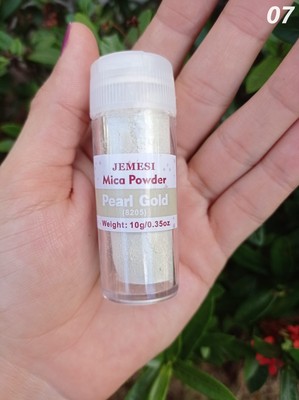 07
JEMESI
Mica Powder
Pearl Gold
Weight: 10g/0.35oz